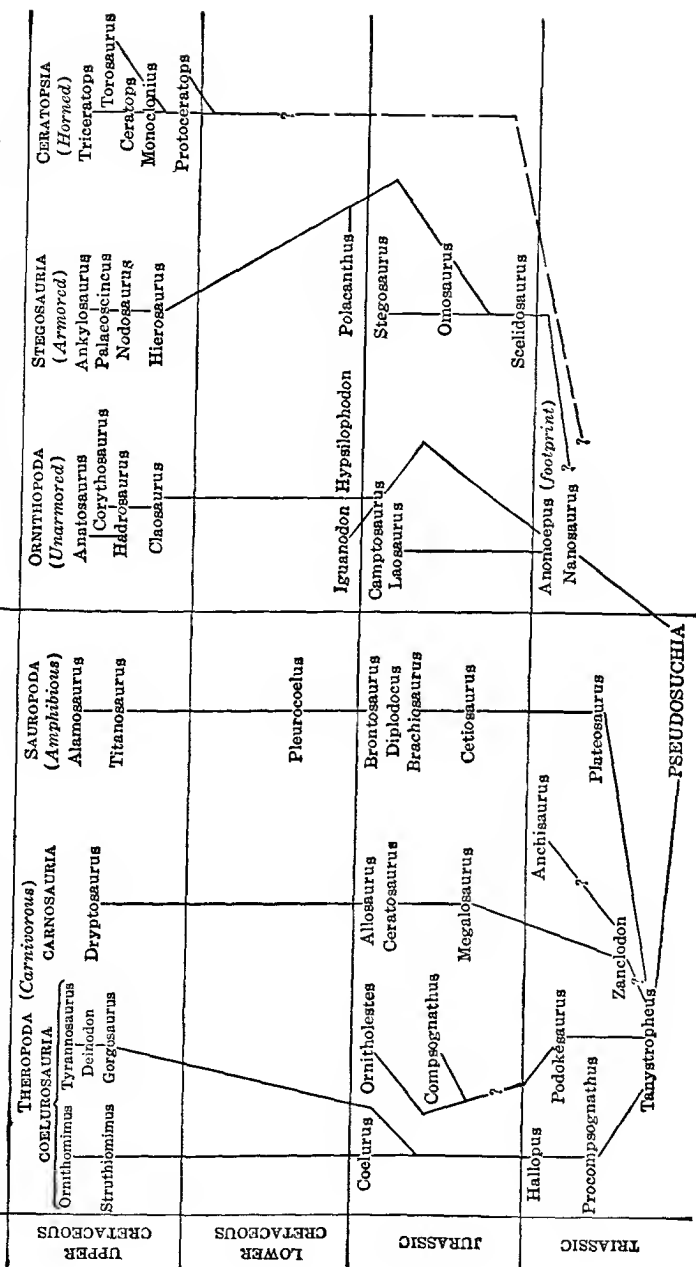 THEROPODA (Carnivorous)
COELUROSAURIA
CARNOSAURIA
SAUROPODA
(Amphibious)
ORNITHOPODA
(Unarmored)
STEGOSAURIA
(Armored)
CERATOPSIA
(Horned)
UPPER
CRETACEOUS
Ornithomimus
Struthiomimus
Tyrannosaurus
Deinodon
Gorgosaurus
Dryptosaurus
Alamosaurus
Titanosaurus
Anatosaurus
Corythosaurus
Hadrosaurus
Claosaurus
Ankylosaurus
Palaeoscincus
Nodosaurus
Hierosaurus
Triceratops
Torosaurus
Ceratops
Monoclonius
Protoceratops
LOWER
CRETACEOUS
Pleurocoelus
Iguanodon Hypsilophodon
Polacanthus
?
JURASSIC
Coelurus
Ornitholestes
Compsognathus
?
Allosaurus
Ceratosaurus
Megalosaurus
Brontosaurus
Diplodocus
Brachiosaurus
Cetiosaurus
Camptosaurus
Laosaurus
Stegosaurus
Omosaurus
Scelidosaurus
TRIASSIC
Hallopus
Procompsognathus
Podokesaurus
Tanystropheus
Anchisaurus
?
Zanclodon
?
Plateosaurus
Anomoepus (footprint)
Nanosaurus
?
?
PSEUDOSUCHIA